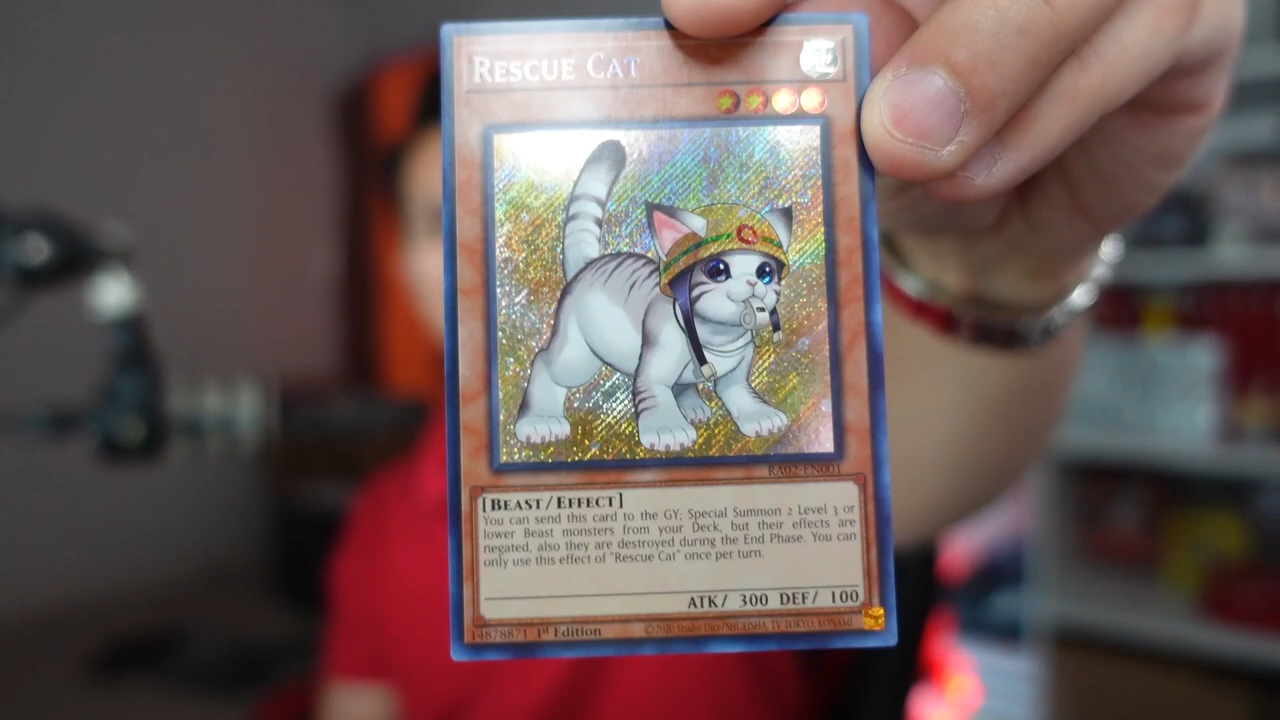 RESCUE CAT
RA02-EN001
[BEAST/EFFECT]
You can send this card to the GY; Special Summon 2 Level 3 or
lower Beast monsters from your Deck, but their effects are
negated, also they are destroyed during the End Phase. You can
only use this effect of "Rescue Cat" once per turn.
ATK/ 300 DEF/ 100
14878871 1st Edition ©2020 Studio Dice/SHUEISHA, TV TOKYO, KONAMI